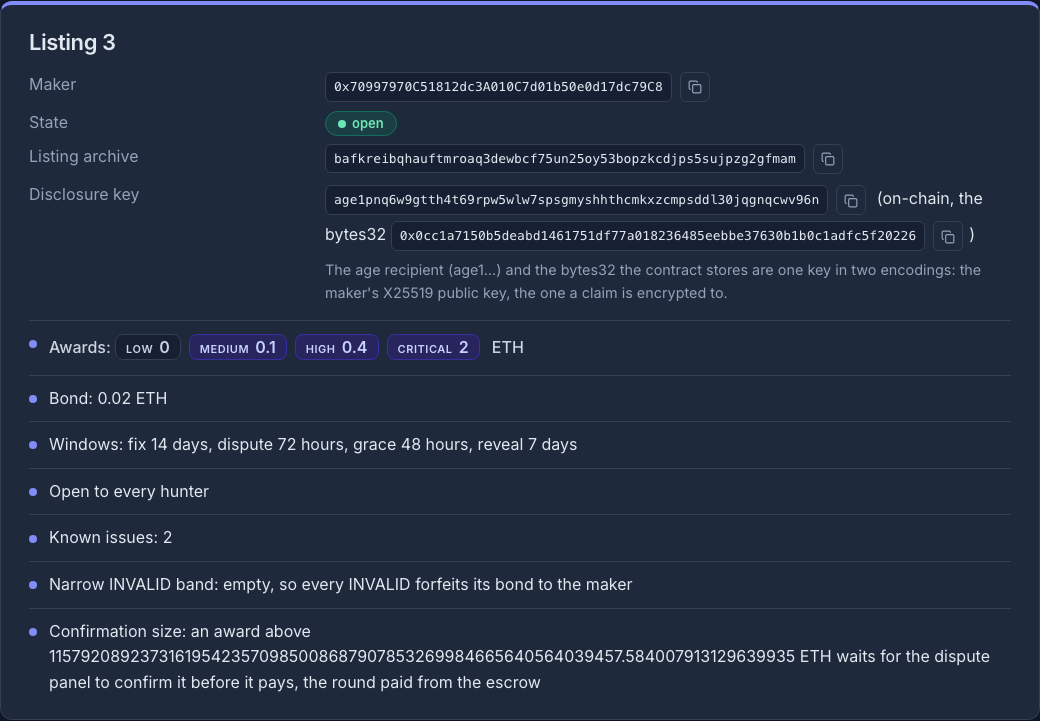 Listing 3
Maker
0x70997970C51812dc3A010C7d01b50e0d17dc79C8
State
open
Listing archive
bafkreibqhauftmroaq3dewbcf75un25oy53bopzkcdjps5sujpzg2gfmam
Disclosure key
age1pnq6w9gtth4t69rpw5wlw7spsgmyshhthcmkxzcmpsddl30jqgnqcwv96n (on-chain, the
bytes32 0x0cc1a7150b5deabd1461751df77a018236485eebbe37630b1b0c1adfc5f20226 )
The age recipient (age1...) and the bytes32 the contract stores are one key in two encodings: the
maker's X25519 public key, the one a claim is encrypted to.
Awards: LOW 0 MEDIUM 0.1 HIGH 0.4 CRITICAL 2 ETH
Bond: 0.02 ETH
Windows: fix 14 days, dispute 72 hours, grace 48 hours, reveal 7 days
Open to every hunter
Known issues: 2
Narrow INVALID band: empty, so every INVALID forfeits its bond to the maker
Confirmation size: an award above
115792089237316195423570985008687907853269984665640564039457.584007913129639935 ETH waits for the dispute
panel to confirm it before it pays, the round paid from the escrow